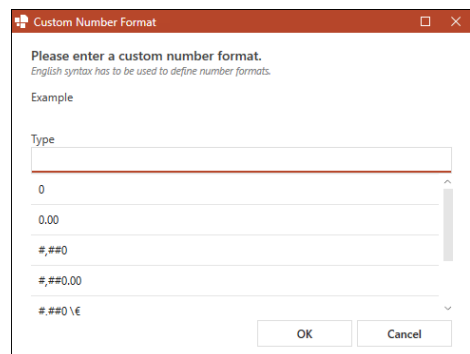 Custom Number Format
Please enter a custom number format.
English syntax has to be used to define number formats.
Example
Type
0
0.00
#,##0
#,##0.00
#,##0 \€
OK Cancel